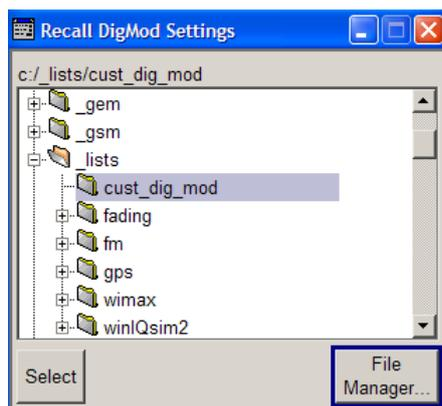 Recall DigMod Settings
c:/_lists/cust_dig_mod
_gem
_gsm
_lists
cust_dig_mod
fading
fm
gps
wimax
winIQsim2
Select
File
Manager...